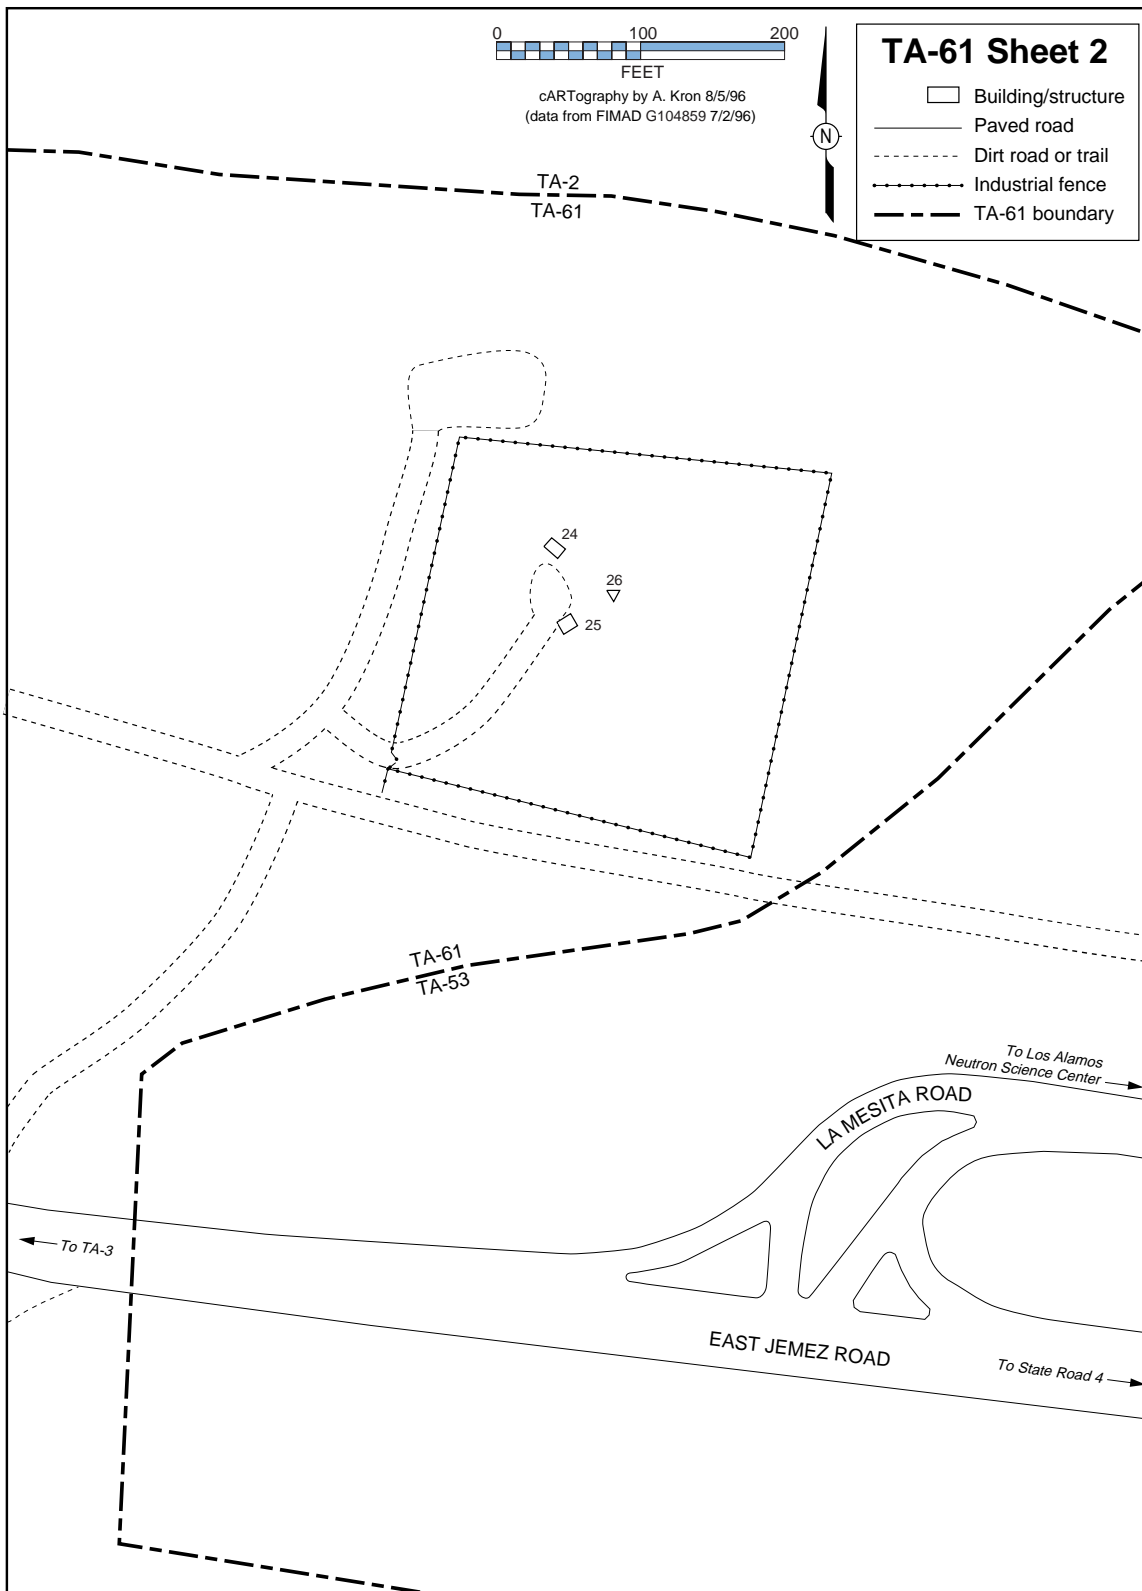 0 100 200
FEET
cARTography by A. Kron 8/5/96
(data from FIMAD G104859 7/2/96)
N
TA-61 Sheet 2
Building/structure
Paved road
Dirt road or trail
Industrial fence
TA-61 boundary
TA-2
TA-61
24
26
25
TA-61
TA-53
To Los Alamos
Neutron Science Center
LA MESITA ROAD
To TA-3
EAST JEMEZ ROAD
To State Road 4